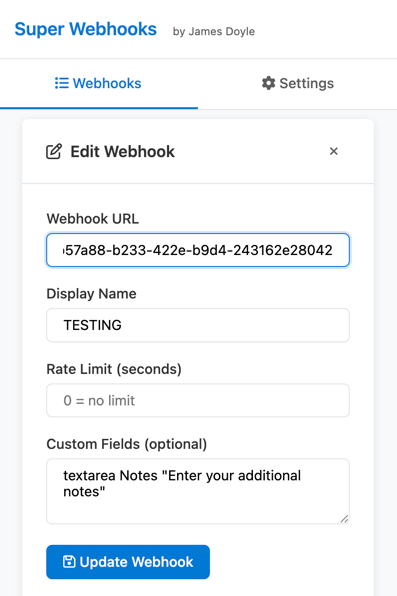 Super Webhooks by James Doyle
Webhooks Settings
Edit Webhook ×
Webhook URL
57a88-b233-422e-b9d4-243162e28042
Display Name
TESTING
Rate Limit (seconds)
0 = no limit
Custom Fields (optional)
textarea Notes "Enter your additional
notes"
Update Webhook